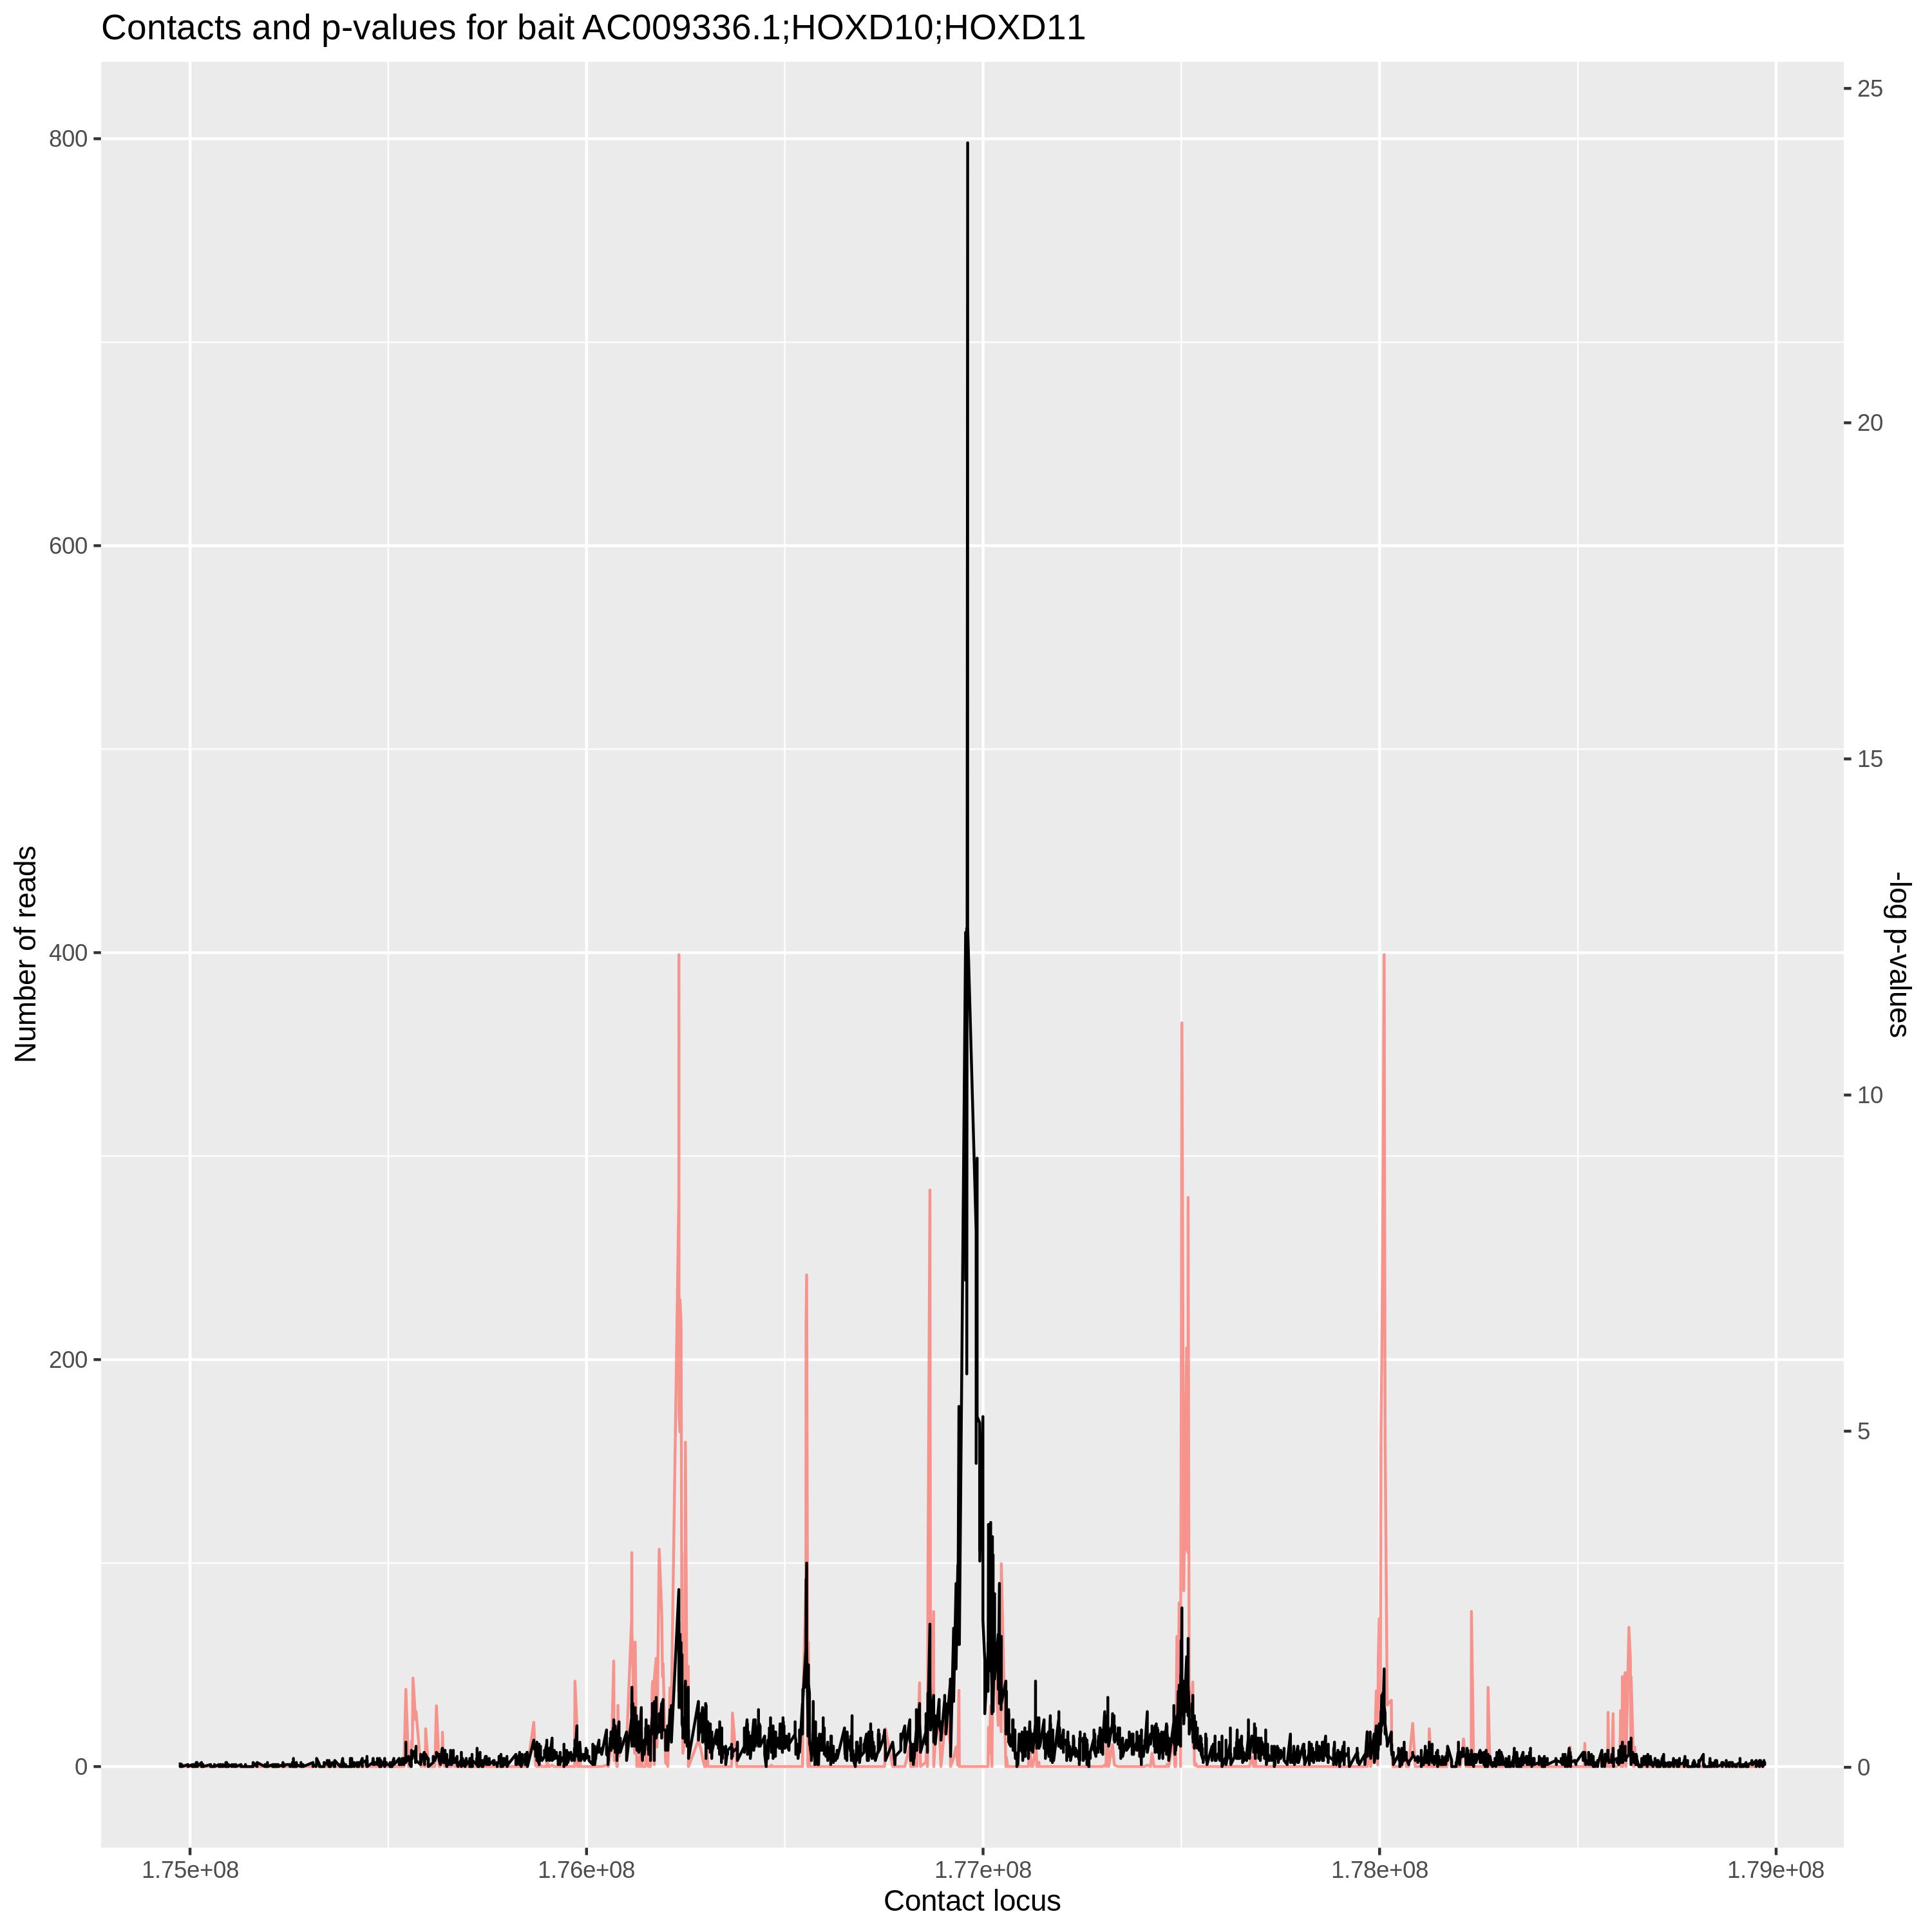 Contacts and p-values for bait AC009336.1;HOXD10;HOXD11
800
600
400
200
0
Number of reads
25
20
15
10
5
0
-log p-values
1.75e+08
1.76e+08
1.77e+08
1.78e+08
1.79e+08
Contact locus